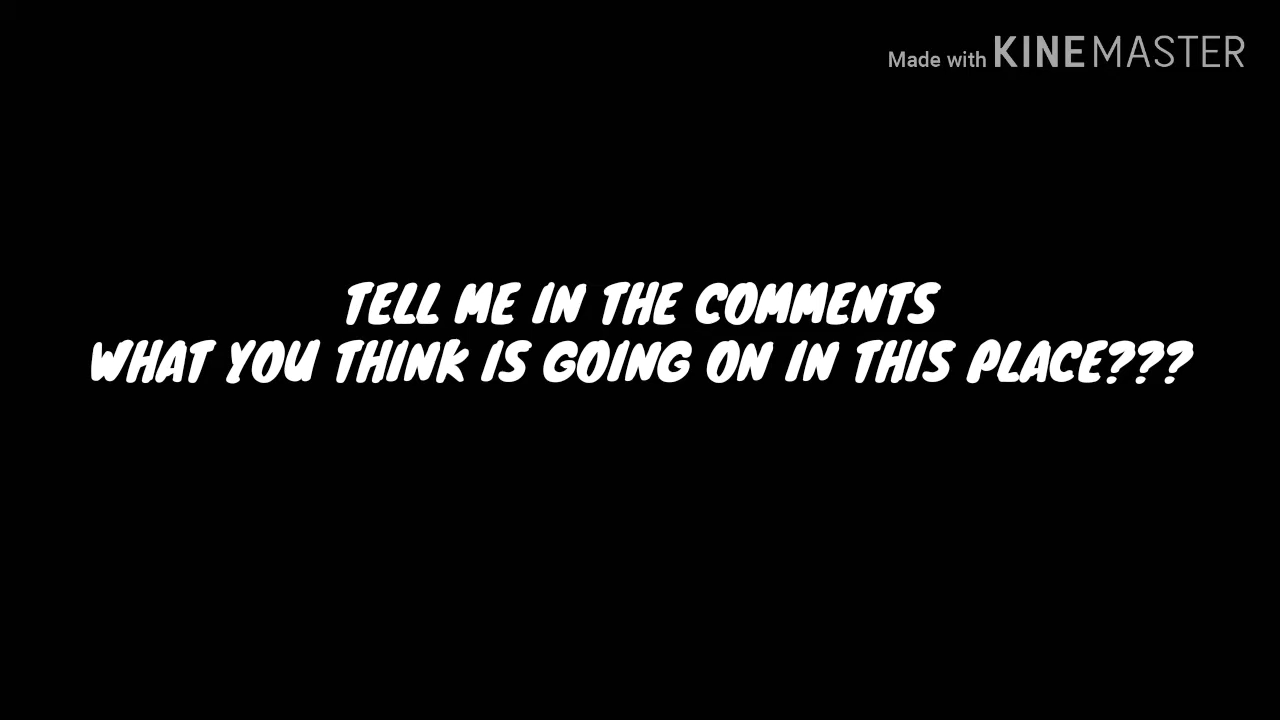 Made with KINEMASTER
TELL ME IN THE COMMENTS
WHAT YOU THINK IS GOING ON IN THIS PLACE???